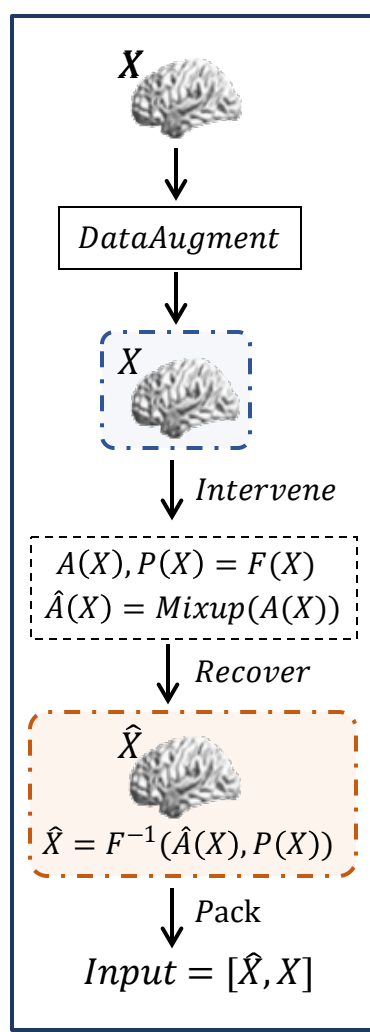 X
DataAugment
X
Intervene
A(X), P(X) = F(X)
Â(X) = Mixup(A(X))
Recover
X̂
X̂ = F⁻¹(Â(X), P(X))
Pack
Input = [X̂, X]